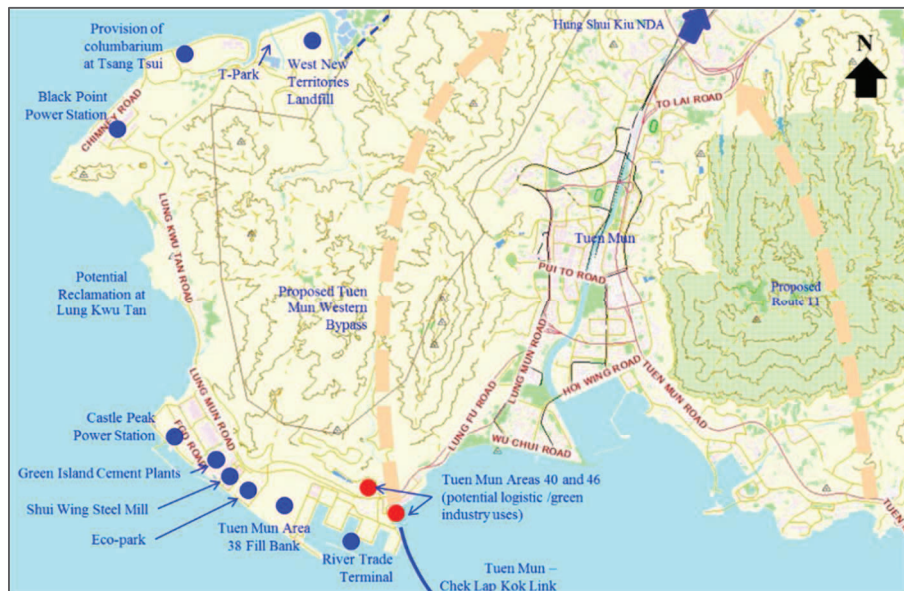 Provision of
columbarium
at Tsang Tsui
T-Park
West New
Territories
Landfill
Hung Shui Kiu NDA
N
Black Point
Power Station
CHIMNEY ROAD
TO LAI ROAD
LUNG KWU TAN ROAD
Tuen Mun
PUI TO ROAD
Potential
Reclamation at
Lung Kwu Tan
Proposed Tuen
Mun Western
Bypass
Proposed
Route 11
LUNG MUN ROAD
HOI WING ROAD
TUEN MUN ROAD
LUNG FU ROAD
WU CHUI ROAD
LUNG MUN ROAD
Castle Peak
Power Station
FGD ROAD
Green Island Cement Plants
Shui Wing Steel Mill
Eco-park
Tuen Mun Area
38 Fill Bank
River Trade
Terminal
Tuen Mun Areas 40 and 46
(potential logistic /green
industry uses)
TUEN
Tuen Mun –
Chek Lap Kok Link